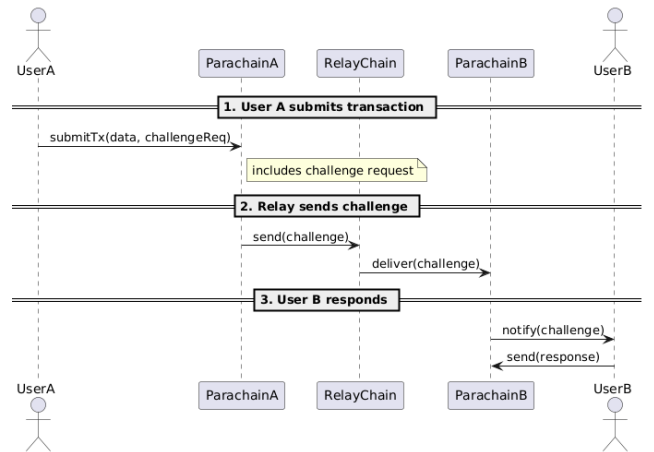 UserA
ParachainA
RelayChain
ParachainB
UserB
1. User A submits transaction
submitTx(data, challengeReq)
includes challenge request
2. Relay sends challenge
send(challenge)
deliver(challenge)
3. User B responds
notify(challenge)
send(response)
UserA
ParachainA
RelayChain
ParachainB
UserB